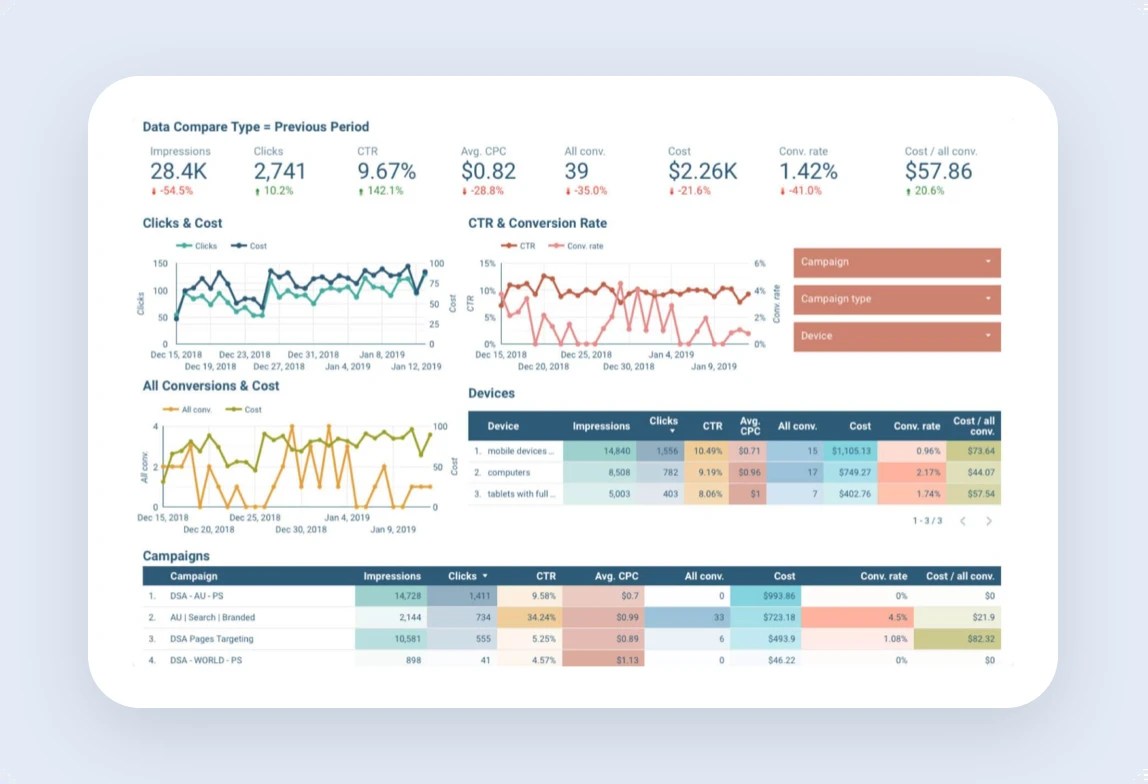 Data Compare Type = Previous Period
Impressions Clicks CTR Avg. CPC All conv. Cost Conv. rate Cost / all conv.
28.4K 2,741 9.67% $0.82 39 $2.26K 1.42% $57.86
-54.5% 10.2% 142.1% -28.8% -35.0% -21.6% -41.0% 20.6%
Clicks & Cost
Clicks Cost
150 100
100 75
50 50
25
0 0
Clicks
Cost
Dec 15, 2018 Dec 23, 2018 Dec 31, 2018 Jan 8, 2019
Dec 19, 2018 Dec 27, 2018 Jan 4, 2019 Jan 12, 2019
CTR & Conversion Rate
CTR Conv. rate
15% 6%
10% 4%
5% 2%
0% 0%
CTR
Conv. rate
Dec 15, 2018 Dec 25, 2018 Jan 4, 2019
Dec 20, 2018 Dec 30, 2018 Jan 9, 2019
Campaign
Campaign type
Device
All Conversions & Cost
All conv. Cost
4 100
2 50
0 0
All conv.
Cost
Dec 15, 2018 Dec 25, 2018 Jan 4, 2019
Dec 20, 2018 Dec 30, 2018 Jan 9, 2019
Devices
Device Impressions Clicks CTR Avg. CPC All conv. Cost Conv. rate Cost / all conv.
1. mobile devices ... 14,840 1,556 10.49% $0.71 15 $1,105.13 0.96% $73.64
2. computers 8,508 782 9.19% $0.96 17 $749.27 2.17% $44.07
3. tablets with full ... 5,003 403 8.06% $1 7 $402.76 1.74% $57.54
1 - 3 / 3
Campaigns
Campaign Impressions Clicks CTR Avg. CPC All conv. Cost Conv. rate Cost / all conv.
1. DSA - AU - PS 14,728 1,411 9.58% $0.7 0 $993.86 0% $0
2. AU | Search | Branded 2,144 734 34.24% $0.99 33 $723.18 4.5% $21.9
3. DSA Pages Targeting 10,581 555 5.25% $0.89 6 $493.9 1.08% $82.32
4. DSA - WORLD - PS 898 41 4.57% $1.13 0 $46.22 0% $0